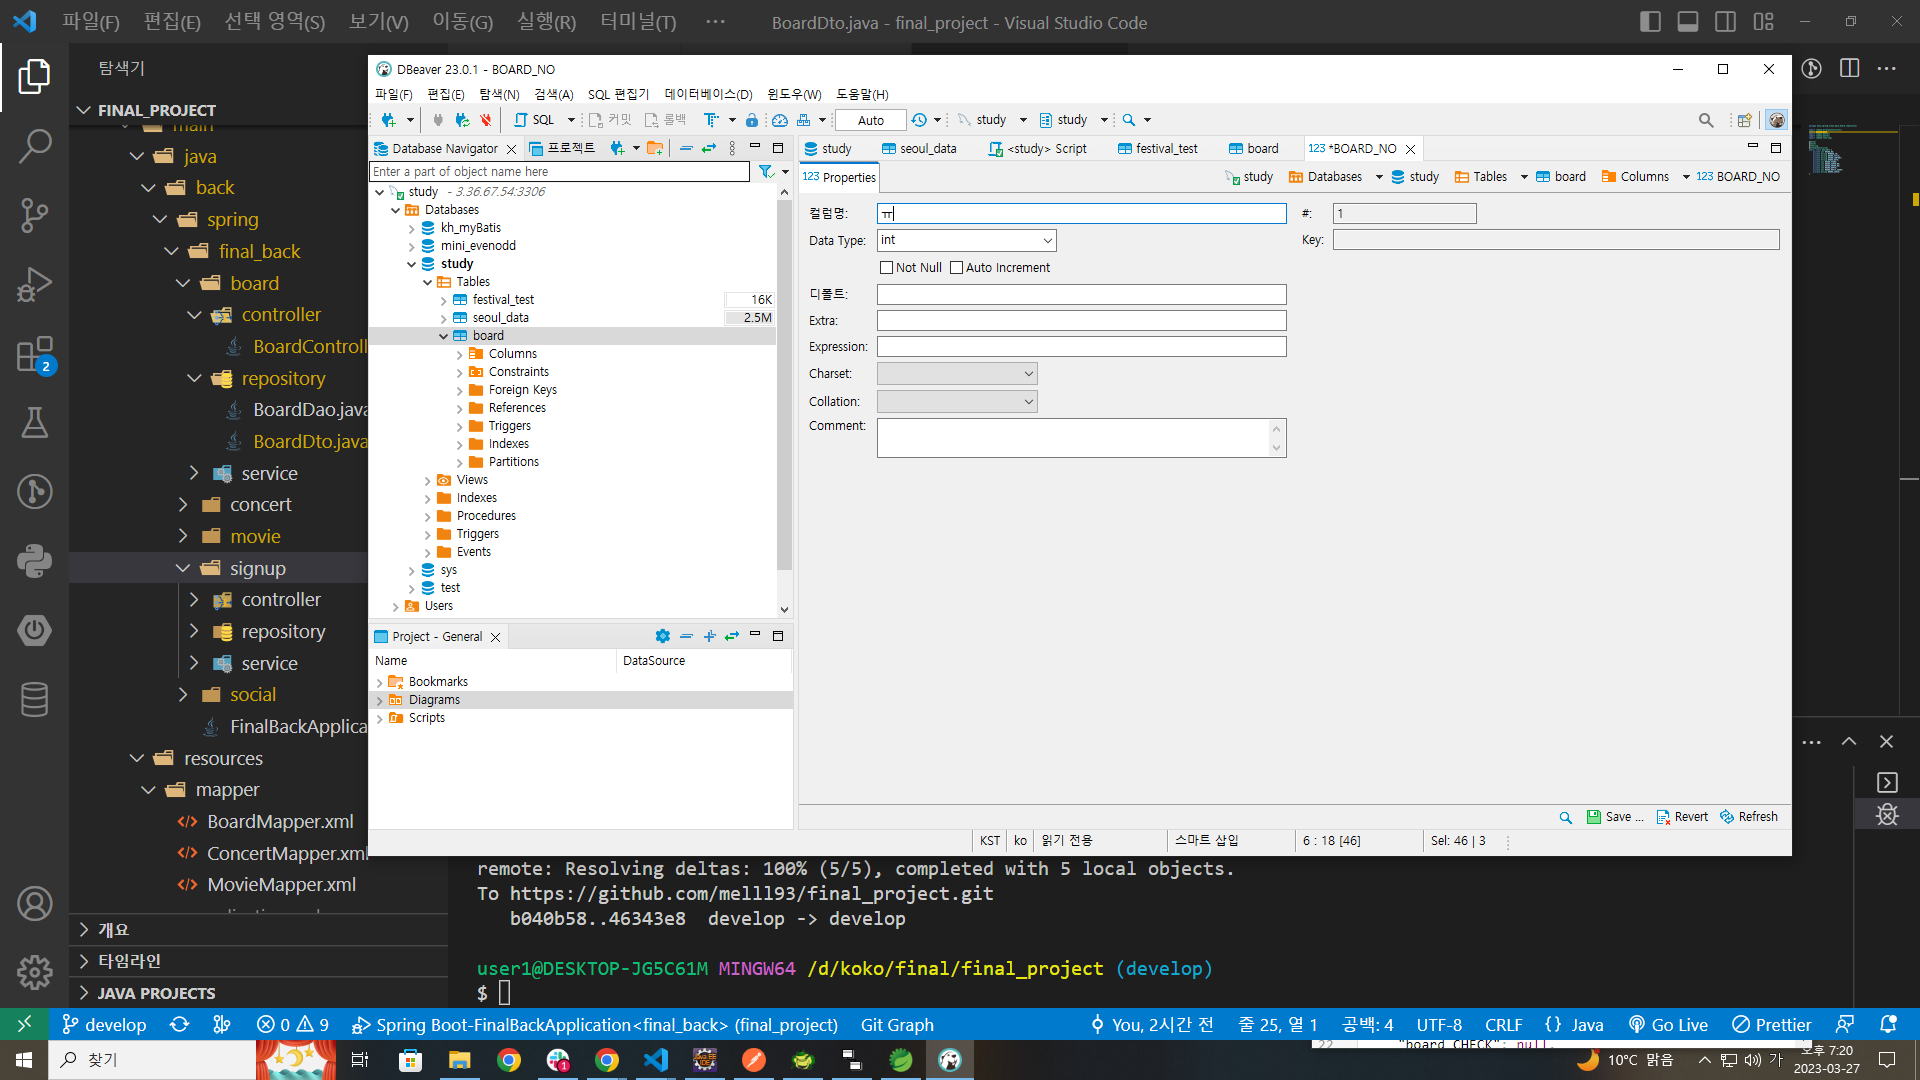 파일(F) 편집(E) 선택 영역(S) 보기(V) 이동(G) 실행(R) 터미널(T) ··· BoardDto.java - final_project - Visual Studio Code
탐색기
FINAL_PROJECT
main
java
back
spring
final_back
board
controller
BoardControll
repository
BoardDao.java
BoardDto.java
service
concert
movie
signup
controller
repository
service
social
FinalBackApplica
resources
mapper
BoardMapper.xml
ConcertMapper.xml
MovieMapper.xml
개요
타임라인
JAVA PROJECTS
2
DBeaver 23.0.1 - BOARD_NO
파일(F) 편집(E) 탐색(N) 검색(A) SQL 편집기 데이터베이스(D) 윈도우(W) 도움말(H)
SQL 커밋 롤백 Auto study study
Database Navigator 프로젝트
Enter a part of object name here
study - 3.36.67.54:3306
Databases
kh_myBatis
mini_evenodd
study
Tables
festival_test 16K
seoul_data 2.5M
board
Columns
Constraints
Foreign Keys
References
Triggers
Indexes
Partitions
Views
Indexes
Procedures
Triggers
Events
sys
test
Users
Project - General
Name DataSource
Bookmarks
Diagrams
Scripts
study seoul_data <study> Script festival_test board 123 *BOARD_NO
123 Properties study Databases study Tables board Columns 123 BOARD_NO
컬럼명: ㅠ #: 1
Data Type: int Key:
Not Null Auto Increment
디폴트:
Extra:
Expression:
Charset:
Collation:
Comment:
Save ... Revert Refresh
KST ko 읽기 전용 스마트 삽입 6 : 18 [46] Sel: 46 | 3
remote: Resolving deltas: 100% (5/5), completed with 5 local objects.
To https://github.com/melll93/final_project.git
b040b58..46343e8 develop -> develop
user1@DESKTOP-JG5C61M MINGW64 /d/koko/final/final_project (develop)
$
develop 0 9 Spring Boot-FinalBackApplication<final_back> (final_project) Git Graph You, 2시간 전 줄 25, 열 1 공백: 4 UTF-8 CRLF {} Java Go Live Prettier
22 "board_CHECK": null,
찾기 1 10°C 맑음 가 오후 7:20
2023-03-27